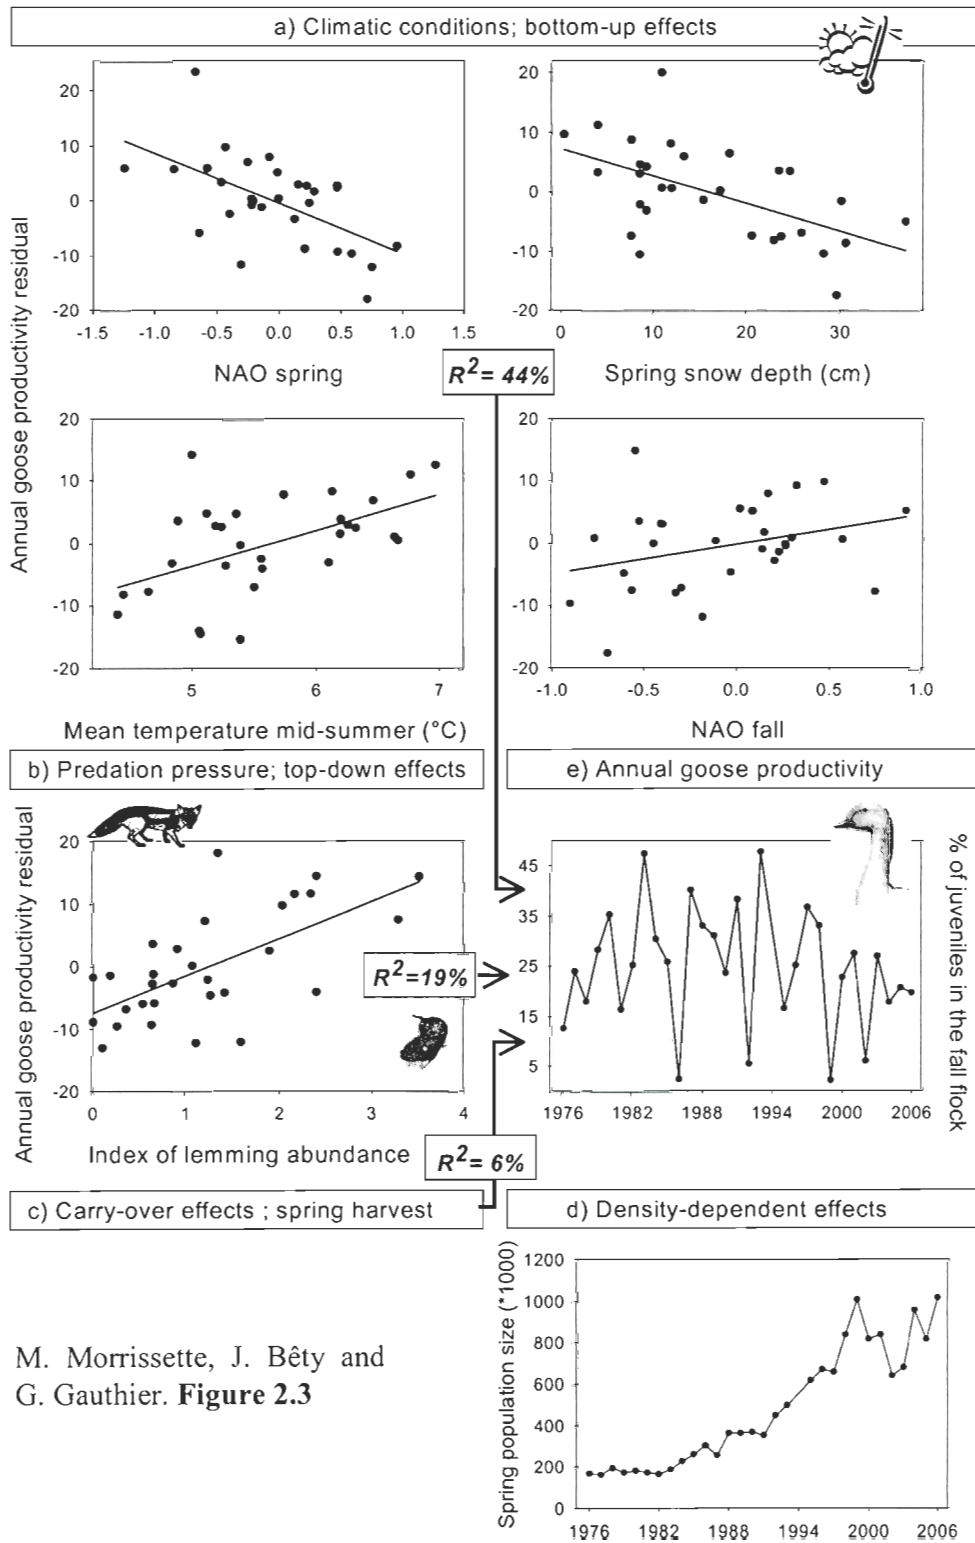 a) Climatic conditions; bottom-up effects
Annual goose productivity residual
20
10
0
-10
-20
-1.5 -1.0 -0.5 0.0 0.5 1.0 1.5
NAO spring
20
10
0
-10
-20
0 10 20 30
Spring snow depth (cm)
R²= 44%
20
10
0
-10
-20
5 6 7
Mean temperature mid-summer (°C)
20
10
0
-10
-20
-1.0 -0.5 0.0 0.5 1.0
NAO fall
b) Predation pressure; top-down effects
Annual goose productivity residual
20
10
0
-10
-20
0 1 2 3 4
Index of lemming abundance
R²=19%
e) Annual goose productivity
% of juveniles in the fall flock
45
35
25
15
5
1976 1982 1988 1994 2000 2006
R²= 6%
c) Carry-over effects ; spring harvest
d) Density-dependent effects
Spring population size (*1000)
1200
1000
800
600
400
200
0
1976 1982 1988 1994 2000 2006
M. Morrissette, J. Bêty and
G. Gauthier. Figure 2.3